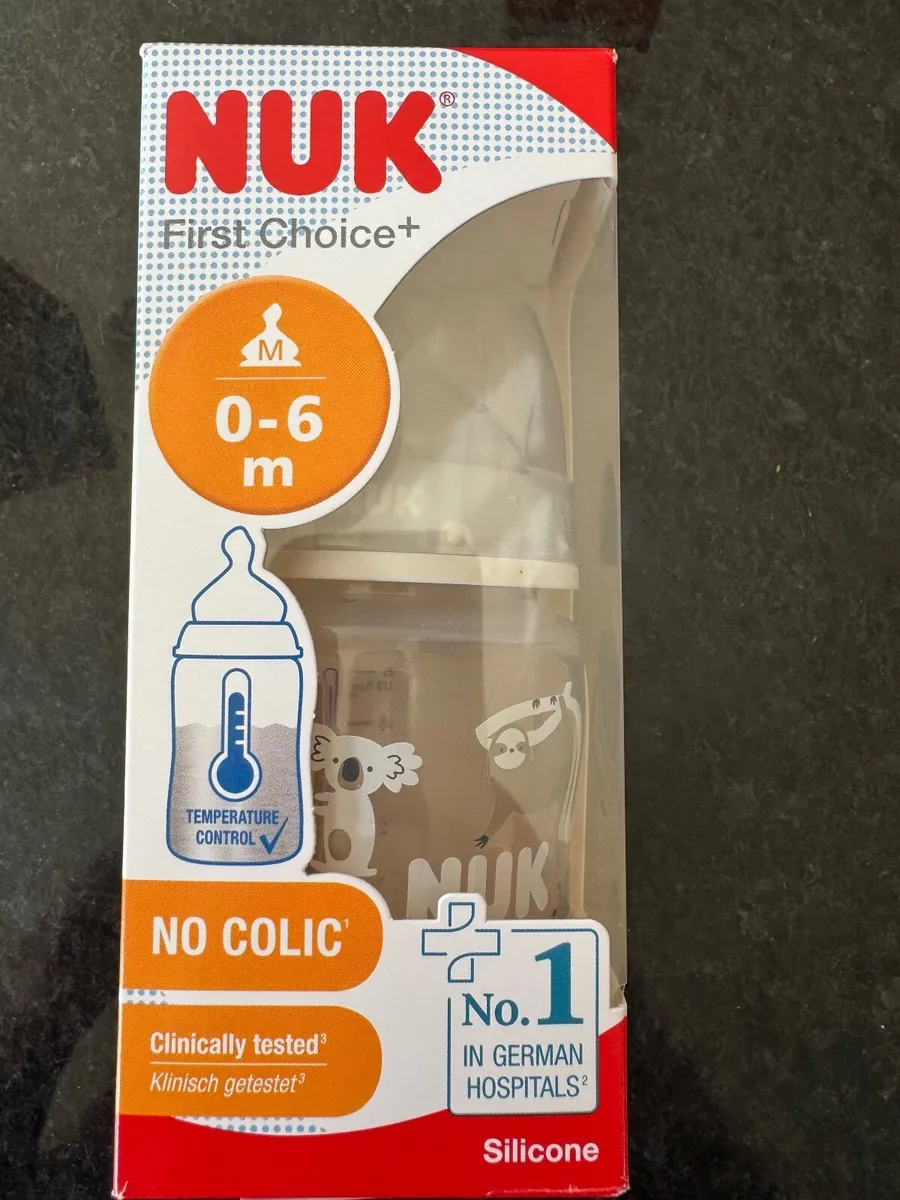 NUK®
First Choice+
M
0-6
m
TEMPERATURE
CONTROL
NO COLIC¹
Clinically tested³
Klinisch getestet³
NUK
No.1
IN GERMAN
HOSPITALS²
Silicone